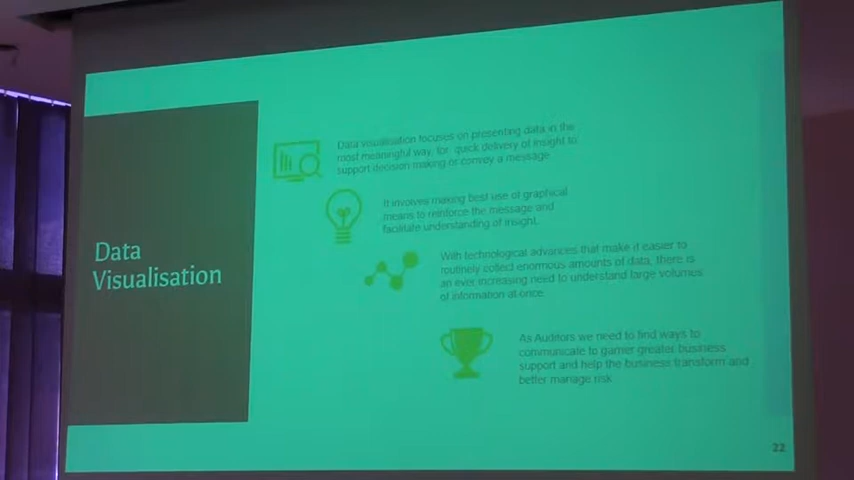 Data
Visualisation
Data visualisation focuses on presenting data in the
most meaningful way, for quick delivery of insight to
support decision making or convey a message.
It involves making best use of graphical
means to reinforce the message and
facilitate understanding of insight.
With technological advances that make it easier to
routinely collect enormous amounts of data, there is
an ever increasing need to understand large volumes
of information at once.
As Auditors we need to find ways to
communicate to garner greater business
support and help the business transform and
better manage risk.
22